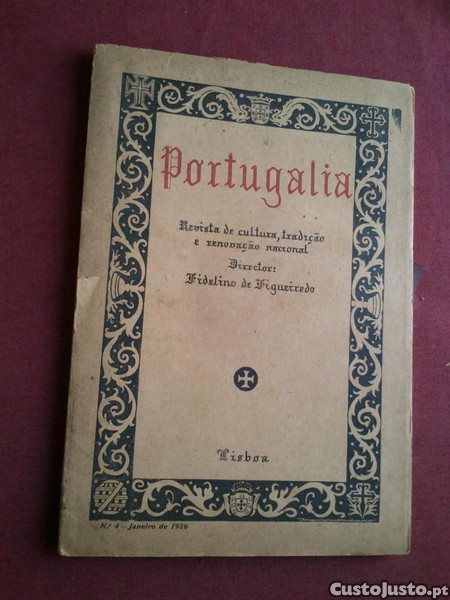 Portugalia
Revista de cultura, tradição
e renovação nacional
Director:
Fidelino de Figueiredo
Lisboa
N.º 4 — Janeiro de 1926
CustoJusto.pt